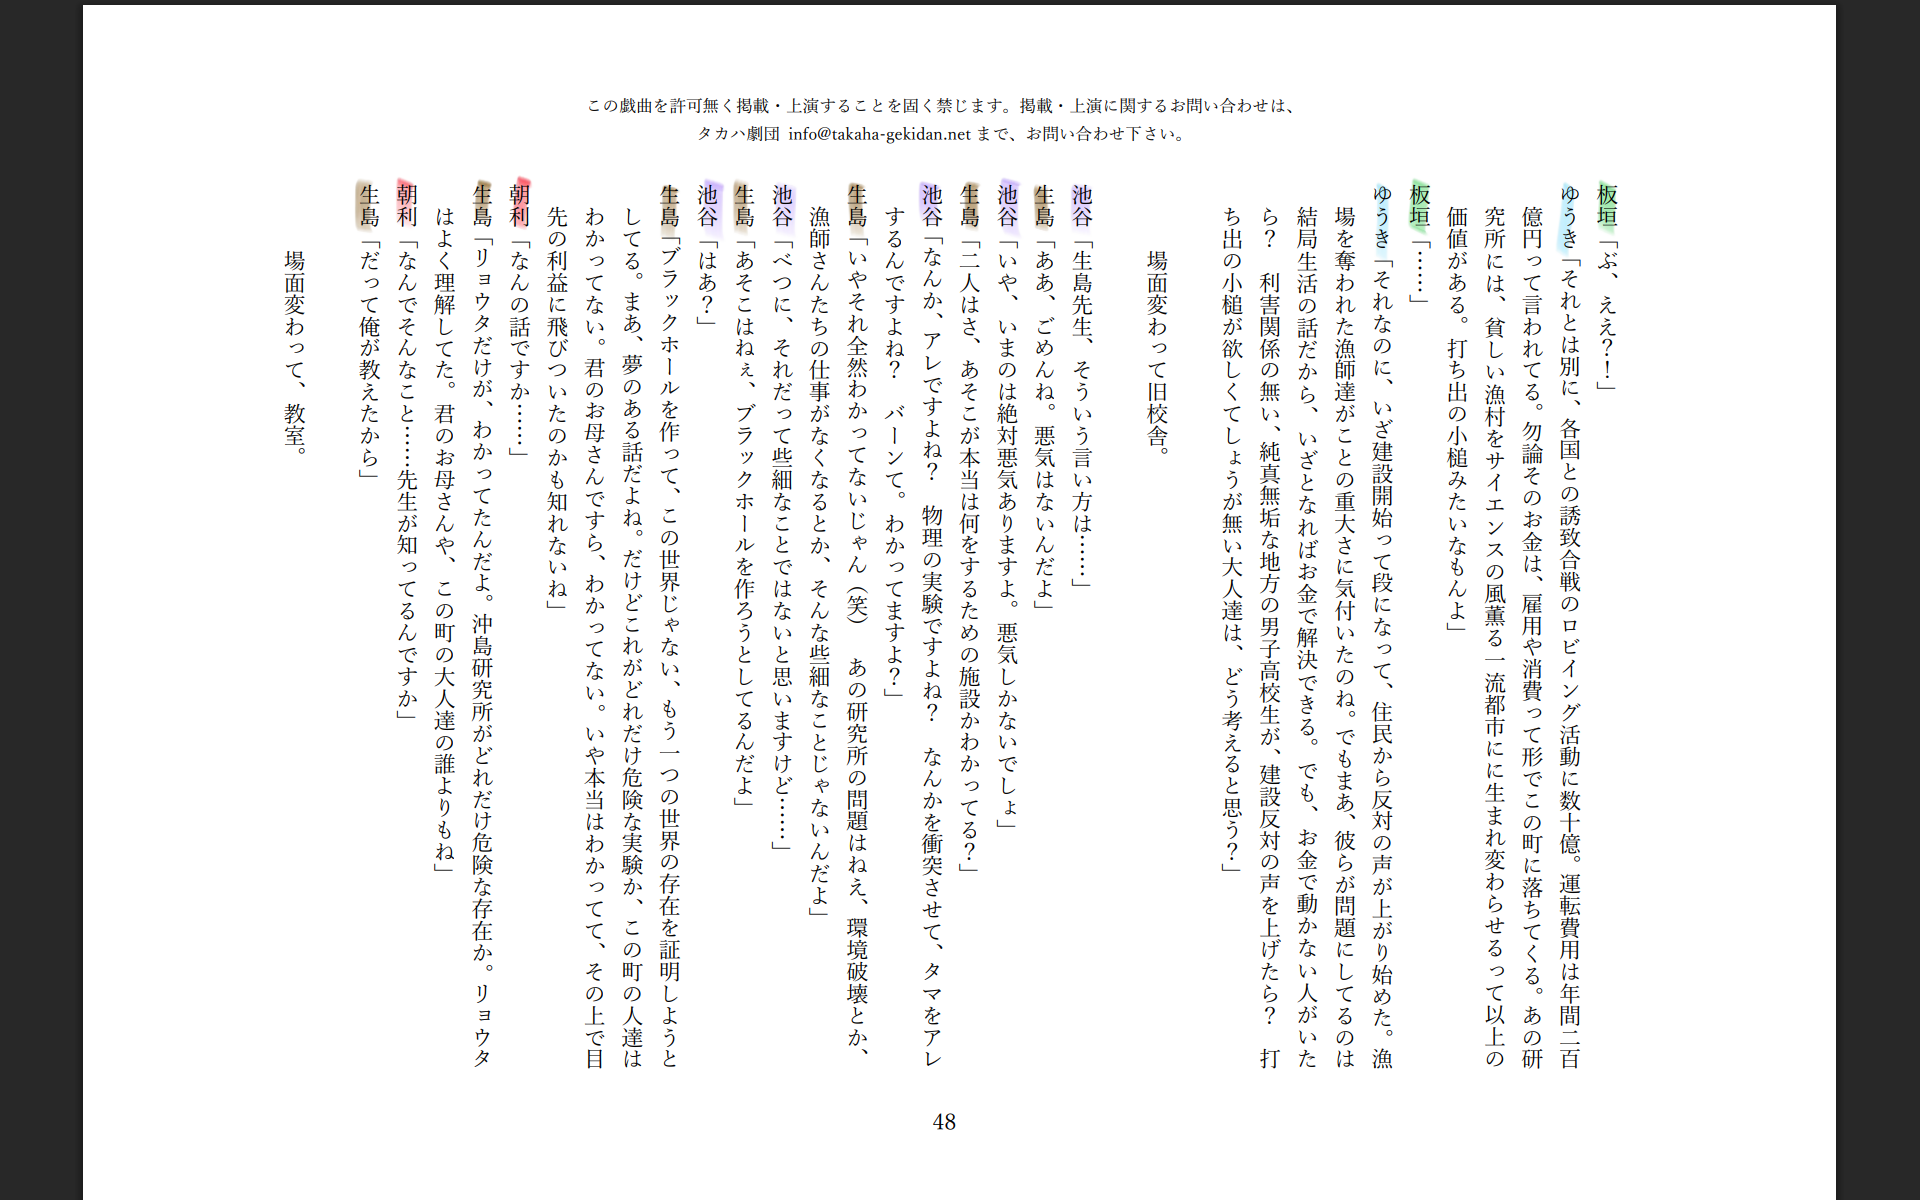 この戯曲を許可無く掲載・上演することを固く禁じます。掲載・上演に関するお問い合わせは、
タカハ劇団 info@takaha-gekidan.net まで、お問い合わせ下さい。
板垣「ぶ、ええ？！」
ゆうき「それとは別に、各国との誘致合戦のロビイング活動に数十億。運転費用は年間二百
億円って言われてる。勿論そのお金は、雇用や消費って形でこの町に落ちてくる。あの研
究所には、貧しい漁村をサイエンスの風薫る一流都市にに生まれ変わらせるって以上の
価値がある。打ち出の小槌みたいなもんよ」
板垣「……」
ゆうき「それなのに、いざ建設開始って段になって、住民から反対の声が上がり始めた。漁
場を奪われた漁師達がことの重大さに気付いたのね。でもまあ、彼らが問題にしてるのは
結局生活の話だから、いざとなればお金で解決できる。でも、お金で動かない人がいた
ら？　利害関係の無い、純真無垢な地方の男子高校生が、建設反対の声を上げたら？　打
ち出の小槌が欲しくてしょうが無い大人達は、どう考えると思う？」
場面変わって旧校舎。
池谷「生島先生、そういう言い方は……」
生島「ああ、ごめんね。悪気はないんだよ」
池谷「いや、いまのは絶対悪気ありますよ。悪気しかないでしょ」
生島「二人はさ、あそこが本当は何をするための施設かわかってる？」
池谷「なんか、アレですよね？　物理の実験ですよね？　なんかを衝突させて、タマをアレ
するんですよね？　バーンて。わかってますよ？」
生島「いやそれ全然わかってないじゃん（笑）　あの研究所の問題はねえ、環境破壊とか、
漁師さんたちの仕事がなくなるとか、そんな些細なことじゃないんだよ」
池谷「べつに、それだって些細なことではないと思いますけど……」
生島「あそこはねぇ、ブラックホールを作ろうとしてるんだよ」
池谷「はあ？」
生島「ブラックホールを作って、この世界じゃない、もう一つの世界の存在を証明しようと
してる。まあ、夢のある話だよね。だけどこれがどれだけ危険な実験か、この町の人達は
わかってない。君のお母さんですら、わかってない。いや本当はわかってて、その上で目
先の利益に飛びついたのかも知れないね」
朝利「なんの話ですか……」
生島「リョウタだけが、わかってたんだよ。沖島研究所がどれだけ危険な存在か。リョウタ
はよく理解してた。君のお母さんや、この町の大人達の誰よりもね」
朝利「なんでそんなこと……先生が知ってるんですか」
生島「だって俺が教えたから」
場面変わって、教室。
48